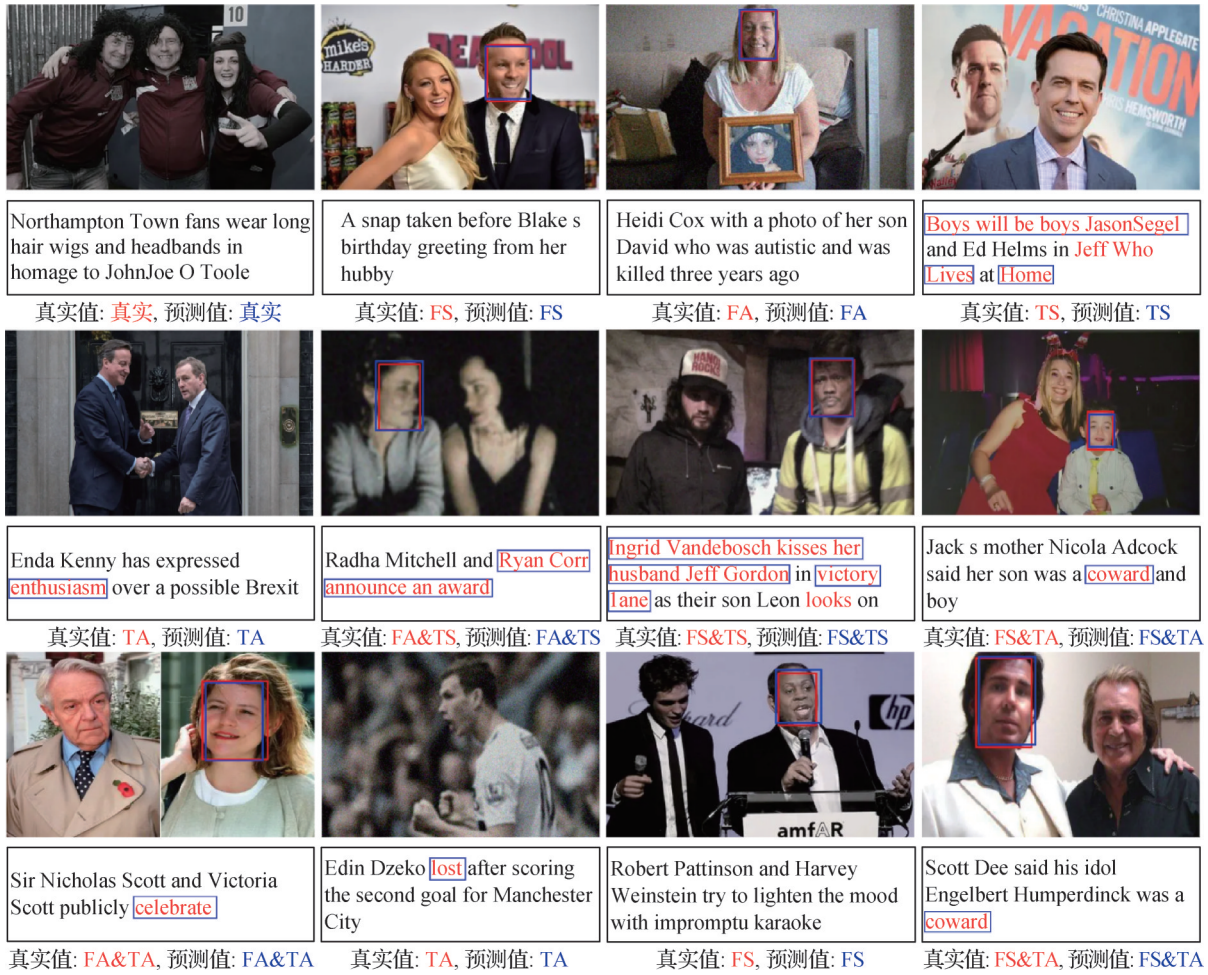 10
mike's
HARDER
DEADPOOL
CHRISTINA APPLEGATE
VACATION
CHRIS HEMSWORTH
Northampton Town fans wear long
hair wigs and headbands in
homage to JohnJoe O Toole
真实值: 真实, 预测值: 真实
A snap taken before Blake s
birthday greeting from her
hubby
真实值: FS, 预测值: FS
Heidi Cox with a photo of her son
David who was autistic and was
killed three years ago
真实值: FA, 预测值: FA
Boys will be boys JasonSegel
and Ed Helms in Jeff Who
Lives at Home
真实值: TS, 预测值: TS
HANOI
ROCKS
Enda Kenny has expressed
enthusiasm over a possible Brexit
真实值: TA, 预测值: TA
Radha Mitchell and Ryan Corr
announce an award
真实值: FA&TS, 预测值: FA&TS
Ingrid Vandebosch kisses her
husband Jeff Gordon in victory
lane as their son Leon looks on
真实值: FS&TS, 预测值: FS&TS
Jack s mother Nicola Adcock
said her son was a coward and
boy
真实值: FS&TA, 预测值: FS&TA
hp
amfAR
Sir Nicholas Scott and Victoria
Scott publicly celebrate
真实值: FA&TA, 预测值: FA&TA
Edin Dzeko lost after scoring
the second goal for Manchester
City
真实值: TA, 预测值: TA
Robert Pattinson and Harvey
Weinstein try to lighten the mood
with impromptu karaoke
真实值: FS, 预测值: FS
Scott Dee said his idol
Engelbert Humperdinck was a
coward
真实值: FS&TA, 预测值: FS&TA